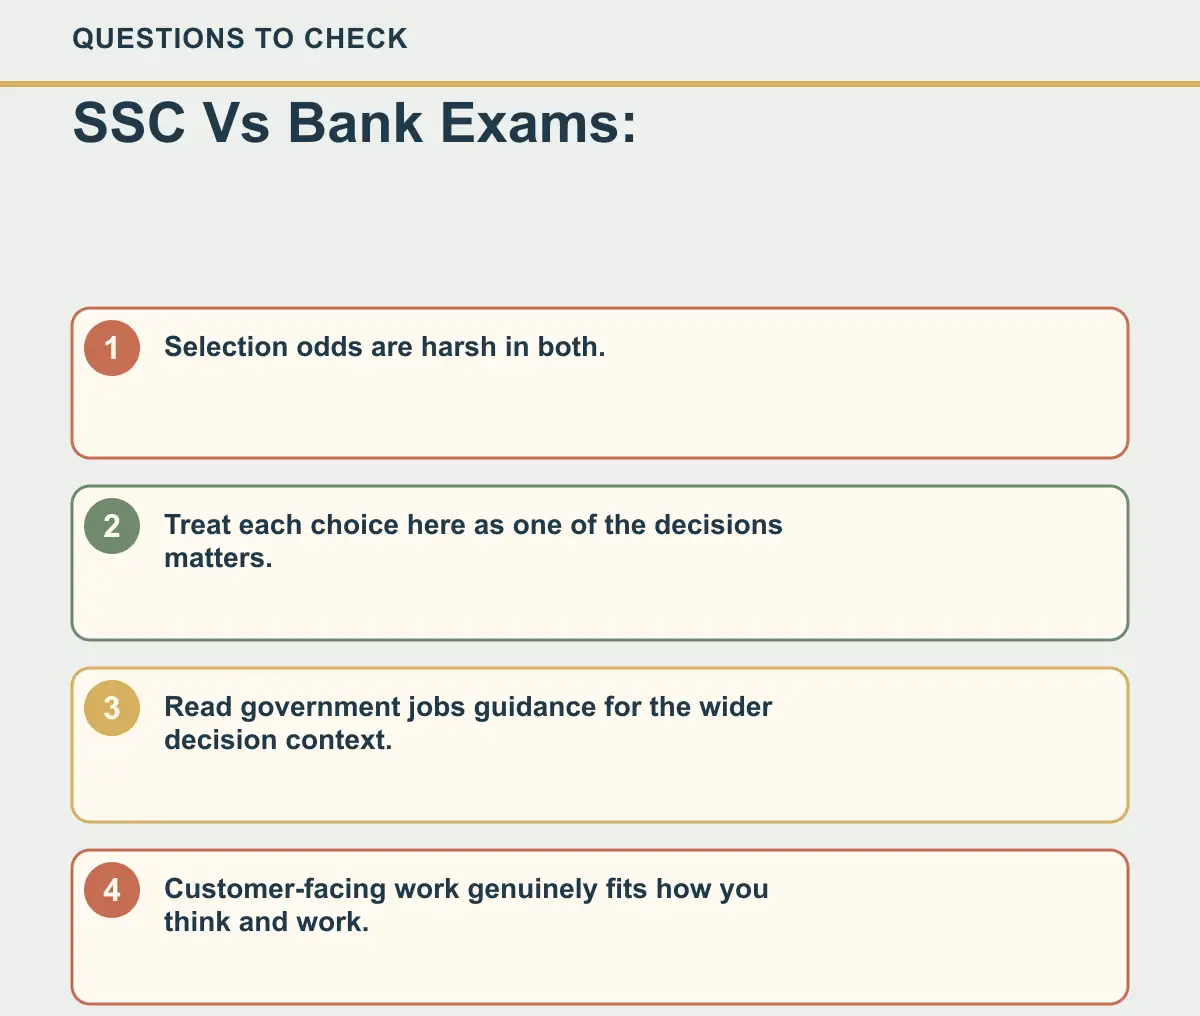 QUESTIONS TO CHECK
SSC Vs Bank Exams:
1
Selection odds are harsh in both.
2
Treat each choice here as one of the decisions
matters.
3
Read government jobs guidance for the wider
decision context.
4
Customer-facing work genuinely fits how you
think and work.